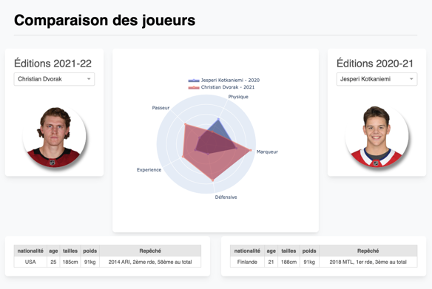 Comparaison des joueurs
Éditions 2021-22
Christian Dvorak
Jesperi Kotkaniemi - 2020
Christian Dvorak - 2021
Physique
Passeur
Marqueur
Experience
Défensive
Éditions 2020-21
Jesperi Kotkaniemi
nationalité age tailles poids Repêché
USA 25 185cm 91kg 2014 ARI, 2ème rde, 58ème au total
nationalité age tailles poids Repêché
Finlande 21 188cm 91kg 2018 MTL, 1er rde, 3ème au total